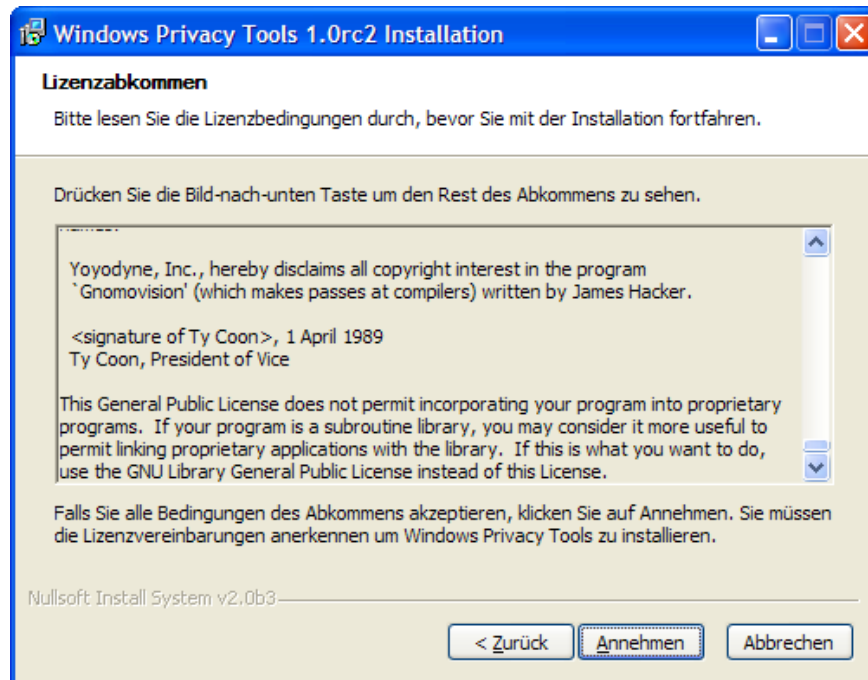 Windows Privacy Tools 1.0rc2 Installation
Lizenzabkommen
Bitte lesen Sie die Lizenzbedingungen durch, bevor Sie mit der Installation fortfahren.
Drücken Sie die Bild-nach-unten Taste um den Rest des Abkommens zu sehen.
Yoyodyne, Inc., hereby disclaims all copyright interest in the program
`Gnomovision' (which makes passes at compilers) written by James Hacker.
<signature of Ty Coon>, 1 April 1989
Ty Coon, President of Vice
This General Public License does not permit incorporating your program into proprietary
programs.  If your program is a subroutine library, you may consider it more useful to
permit linking proprietary applications with the library.  If this is what you want to do,
use the GNU Library General Public License instead of this License.
Falls Sie alle Bedingungen des Abkommens akzeptieren, klicken Sie auf Annehmen. Sie müssen
die Lizenzvereinbarungen anerkennen um Windows Privacy Tools zu installieren.
Nullsoft Install System v2.0b3
< Zurück Annehmen Abbrechen